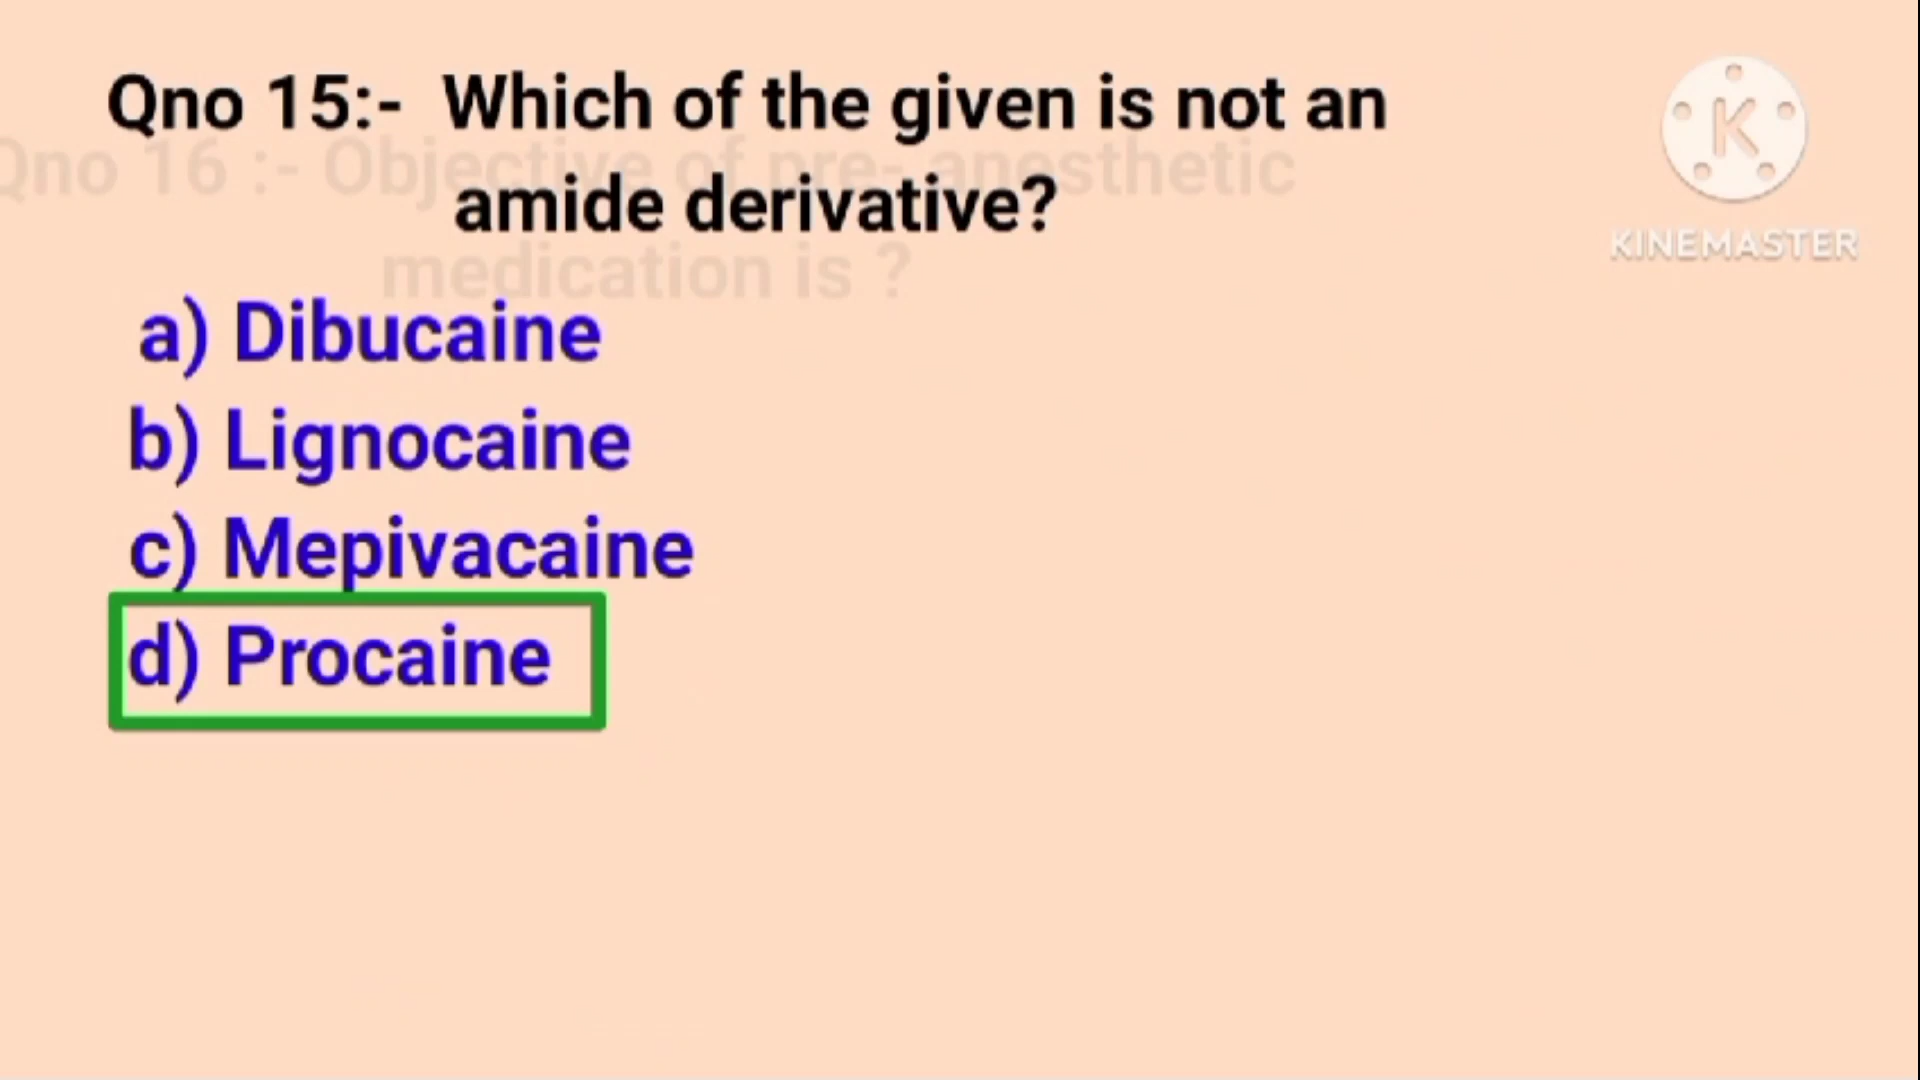 Qno 15:- Which of the given is not an
Qno 16 :- Objective of pre- anesthetic
amide derivative?
medication is ?
a) Dibucaine
b) Lignocaine
c) Mepivacaine
d) Procaine
K
KINEMASTER